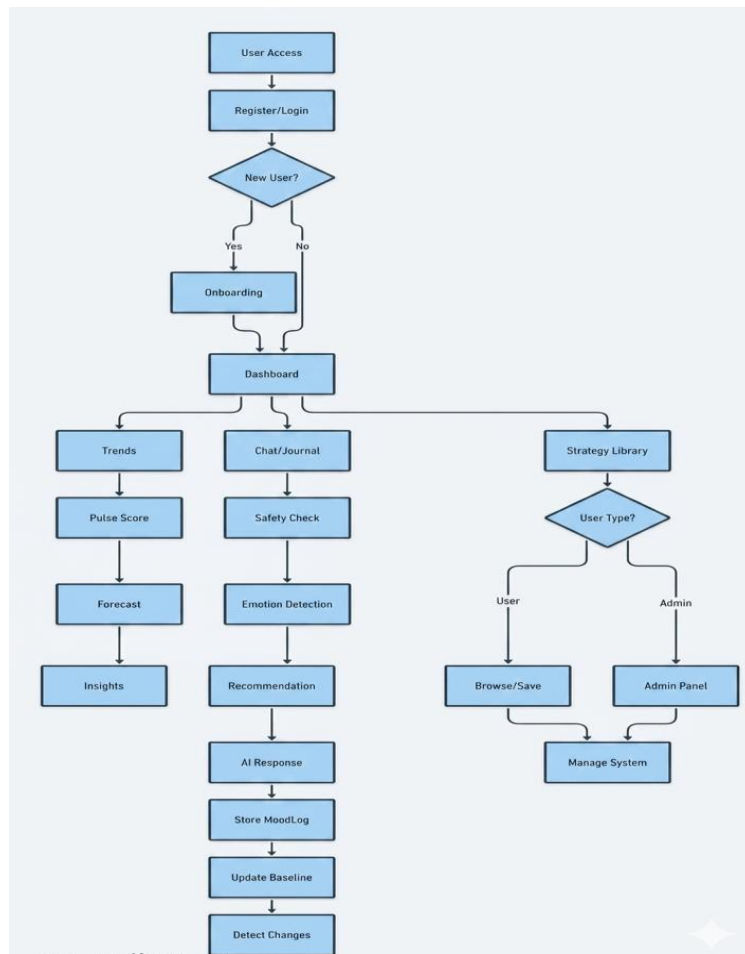 User Access
Register/Login
New User?
Yes
No
Onboarding
Dashboard
Trends
Chat/Journal
Strategy Library
Pulse Score
Safety Check
User Type?
Forecast
Emotion Detection
User
Admin
Insights
Recommendation
Browse/Save
Admin Panel
AI Response
Manage System
Store MoodLog
Update Baseline
Detect Changes